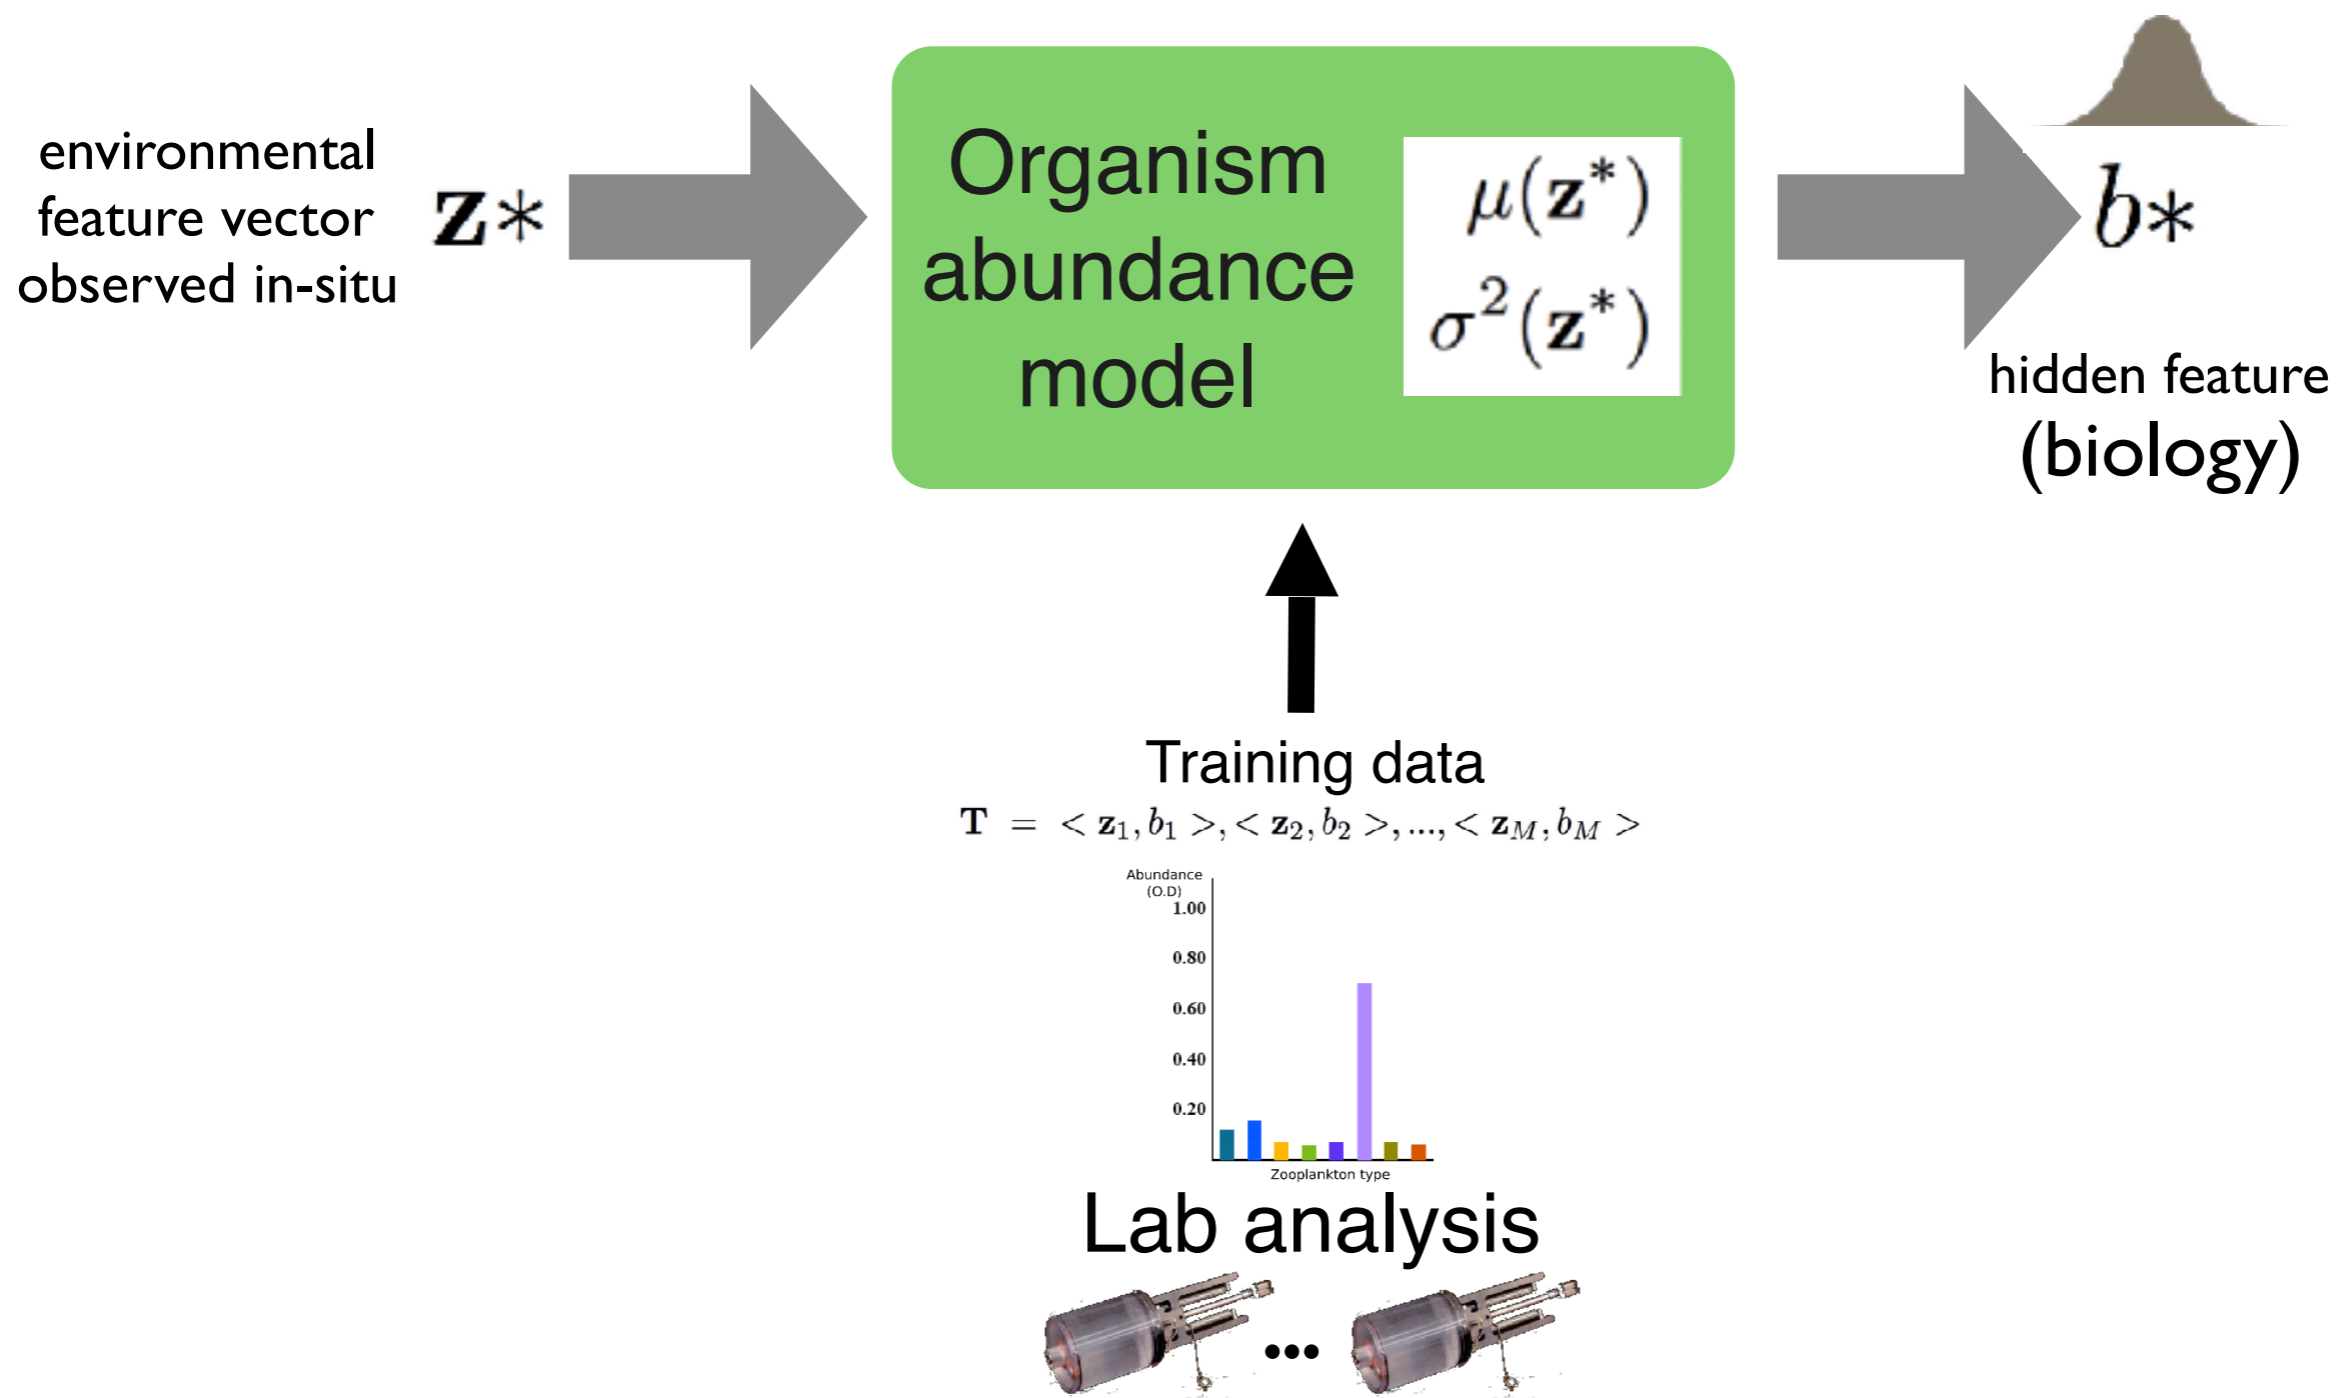 environmental
feature vector
observed in-situ
z*
Organism
abundance
model
μ(z*)
σ²(z*)
b*
hidden feature
(biology)
Training data
T = < z₁, b₁ >, < z₂, b₂ >, ..., < z_M, b_M >
Abundance
(O.D)
1.00
0.80
0.60
0.40
0.20
Zooplankton type
Lab analysis
...